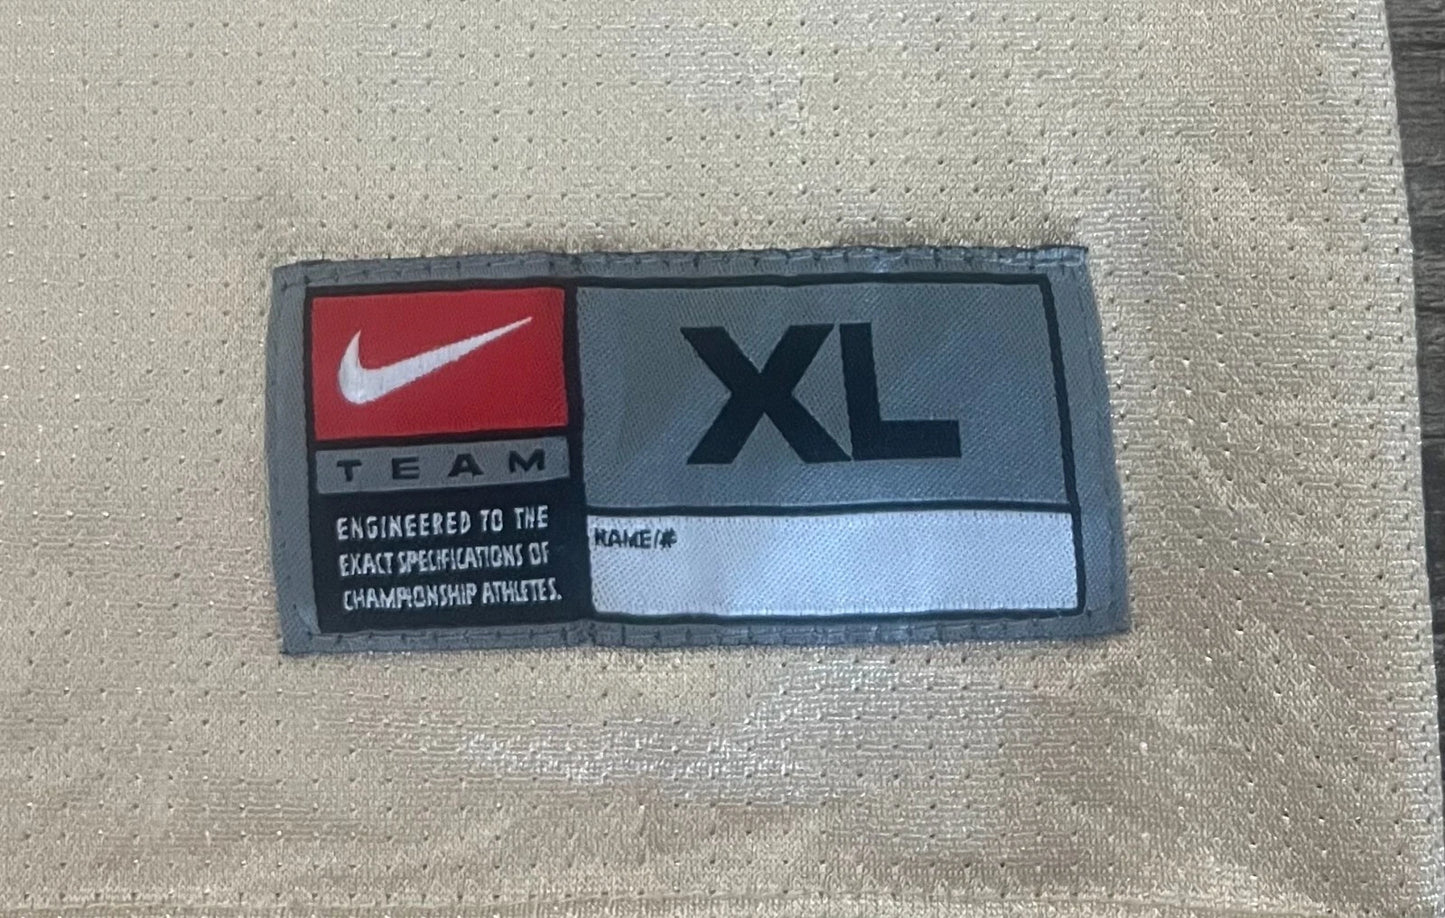 TEAM
ENGINEERED TO THE
EXACT SPECIFICATIONS OF
CHAMPIONSHIP ATHLETES.
XL
NAME/#